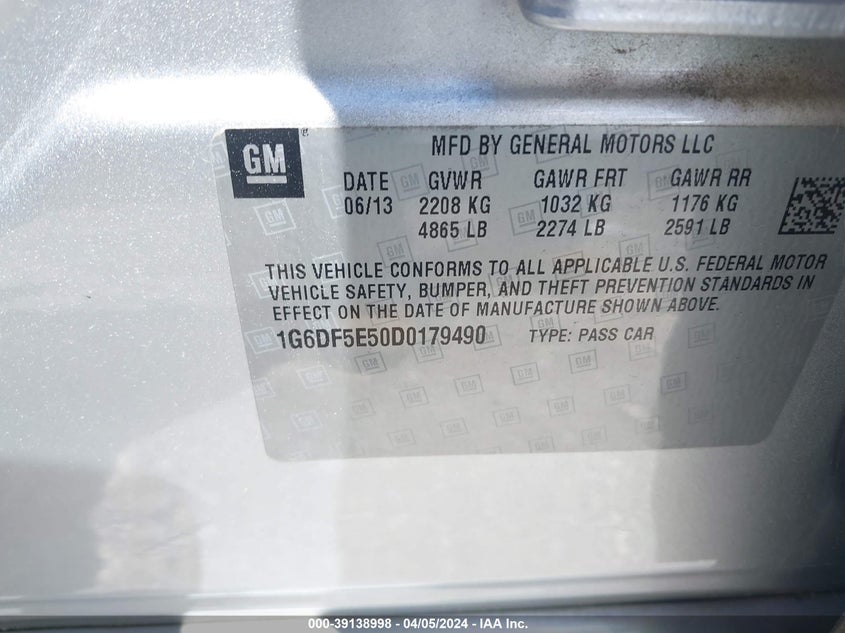 GM
MFD BY GENERAL MOTORS LLC
DATE GVWR GAWR FRT GAWR RR
06/13 2208 KG 1032 KG 1176 KG
4865 LB 2274 LB 2591 LB
THIS VEHICLE CONFORMS TO ALL APPLICABLE U.S. FEDERAL MOTOR
VEHICLE SAFETY, BUMPER, AND THEFT PREVENTION STANDARDS IN
EFFECT ON THE DATE OF MANUFACTURE SHOWN ABOVE.
1G6DF5E50D0179490 TYPE: PASS CAR
000-39138998 - 04/05/2024 - IAA Inc.